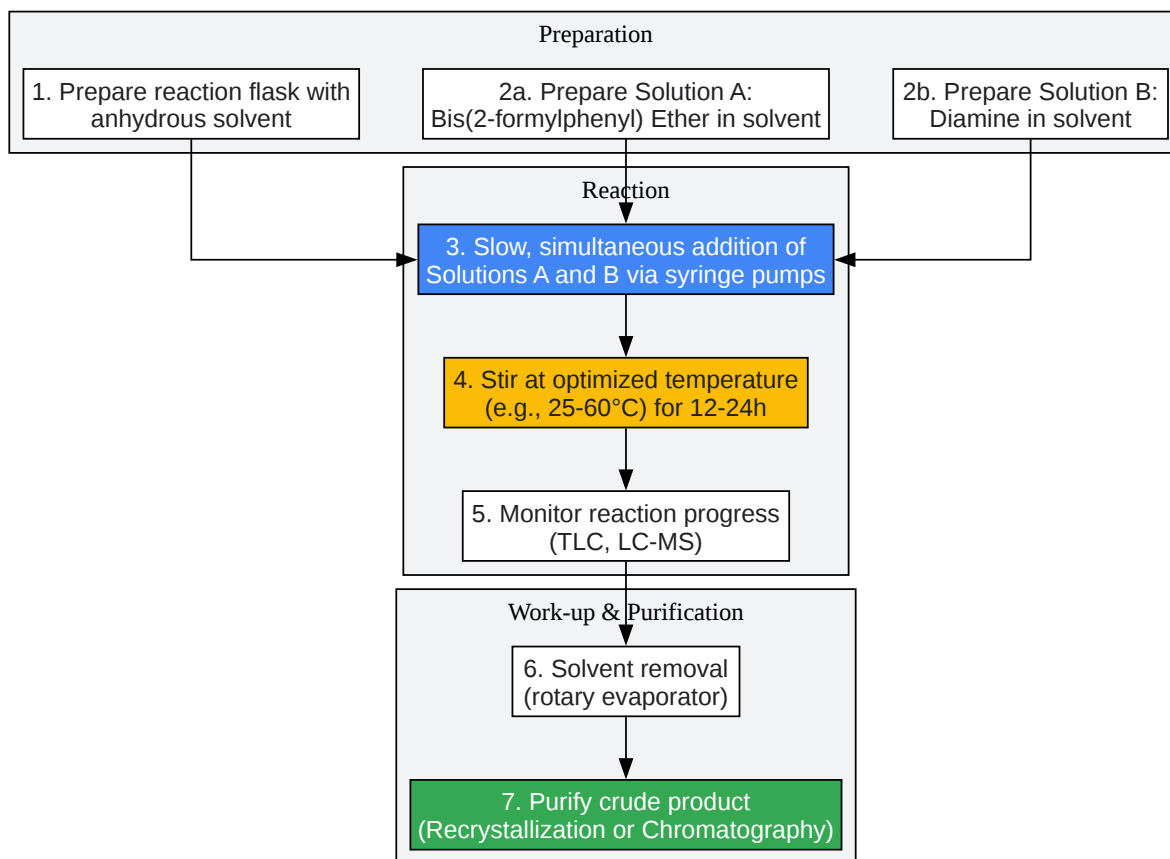 Preparation
1. Prepare reaction flask with
anhydrous solvent
2a. Prepare Solution A:
Bis(2-formylphenyl) Ether in solvent
2b. Prepare Solution B:
Diamine in solvent
Reaction
3. Slow, simultaneous addition of
Solutions A and B via syringe pumps
4. Stir at optimized temperature
(e.g., 25-60°C) for 12-24h
5. Monitor reaction progress
(TLC, LC-MS)
Work-up & Purification
6. Solvent removal
(rotary evaporator)
7. Purify crude product
(Recrystallization or Chromatography)